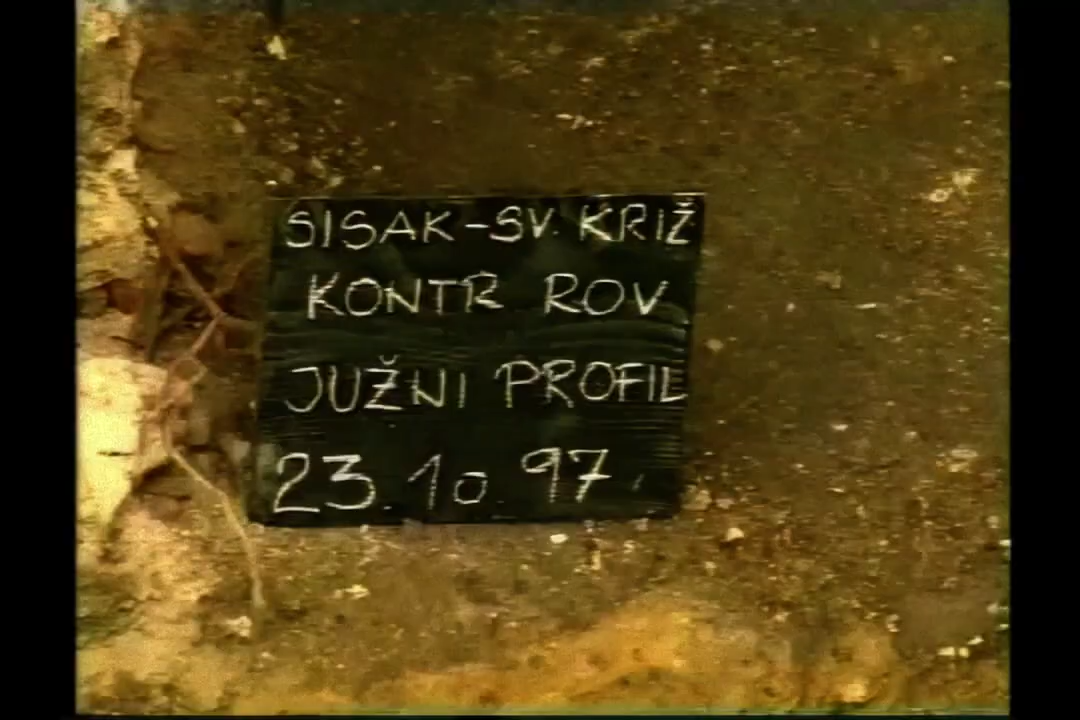 SISAK-SV. KRIŽ
KONTR ROV
JUŽNI PROFIL
23.10.97.